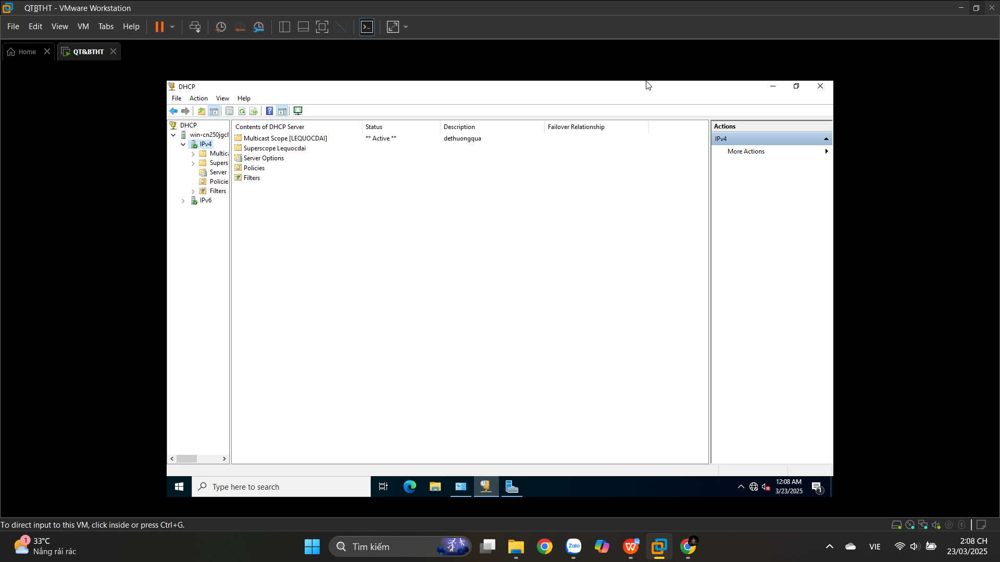 QTBTHT - VMware Workstation
File Edit View VM Tabs Help
Home QT&BTHT
DHCP
File Action View Help
DHCP
win-cn250jgcl
IPv4
Multica
Supers
Server
Policie
Filters
IPv6
Contents of DHCP Server Status Description Failover Relationship
Multicast Scope [LEQUOCDAI] ** Active ** dethuongqua
Superscope Lequocdai
Server Options
Policies
Filters
Actions
IPv4
More Actions
Type here to search
12:08 AM
3/23/2025
1
To direct input to this VM, click inside or press Ctrl+G.
1
33°C
Nắng rải rác
Tìm kiếm
Zalo
VIE
2:08 CH
23/03/2025